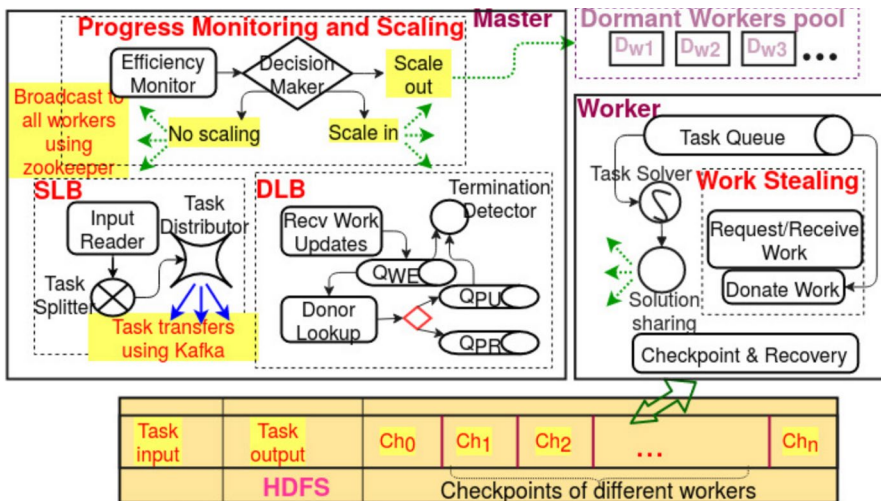 Progress Monitoring and Scaling
Master
Efficiency
Monitor
Decision
Maker
Scale
out
Broadcast to
all workers
using
zookeeper
No scaling
Scale in
SLB
Input
Reader
Task
Distributor
Task
Splitter
Task transfers
using Kafka
DLB
Recv Work
Updates
Termination
Detector
QWE
Donor
Lookup
QPU
QPR
Dormant Workers pool
Dw1
Dw2
Dw3
Worker
Task Queue
Task Solver
Work Stealing
Request/Receive
Work
Donate Work
Solution
sharing
Checkpoint & Recovery
Task
input
Task
output
Ch0
Ch1
Ch2
...
Chn
HDFS
Checkpoints of different workers